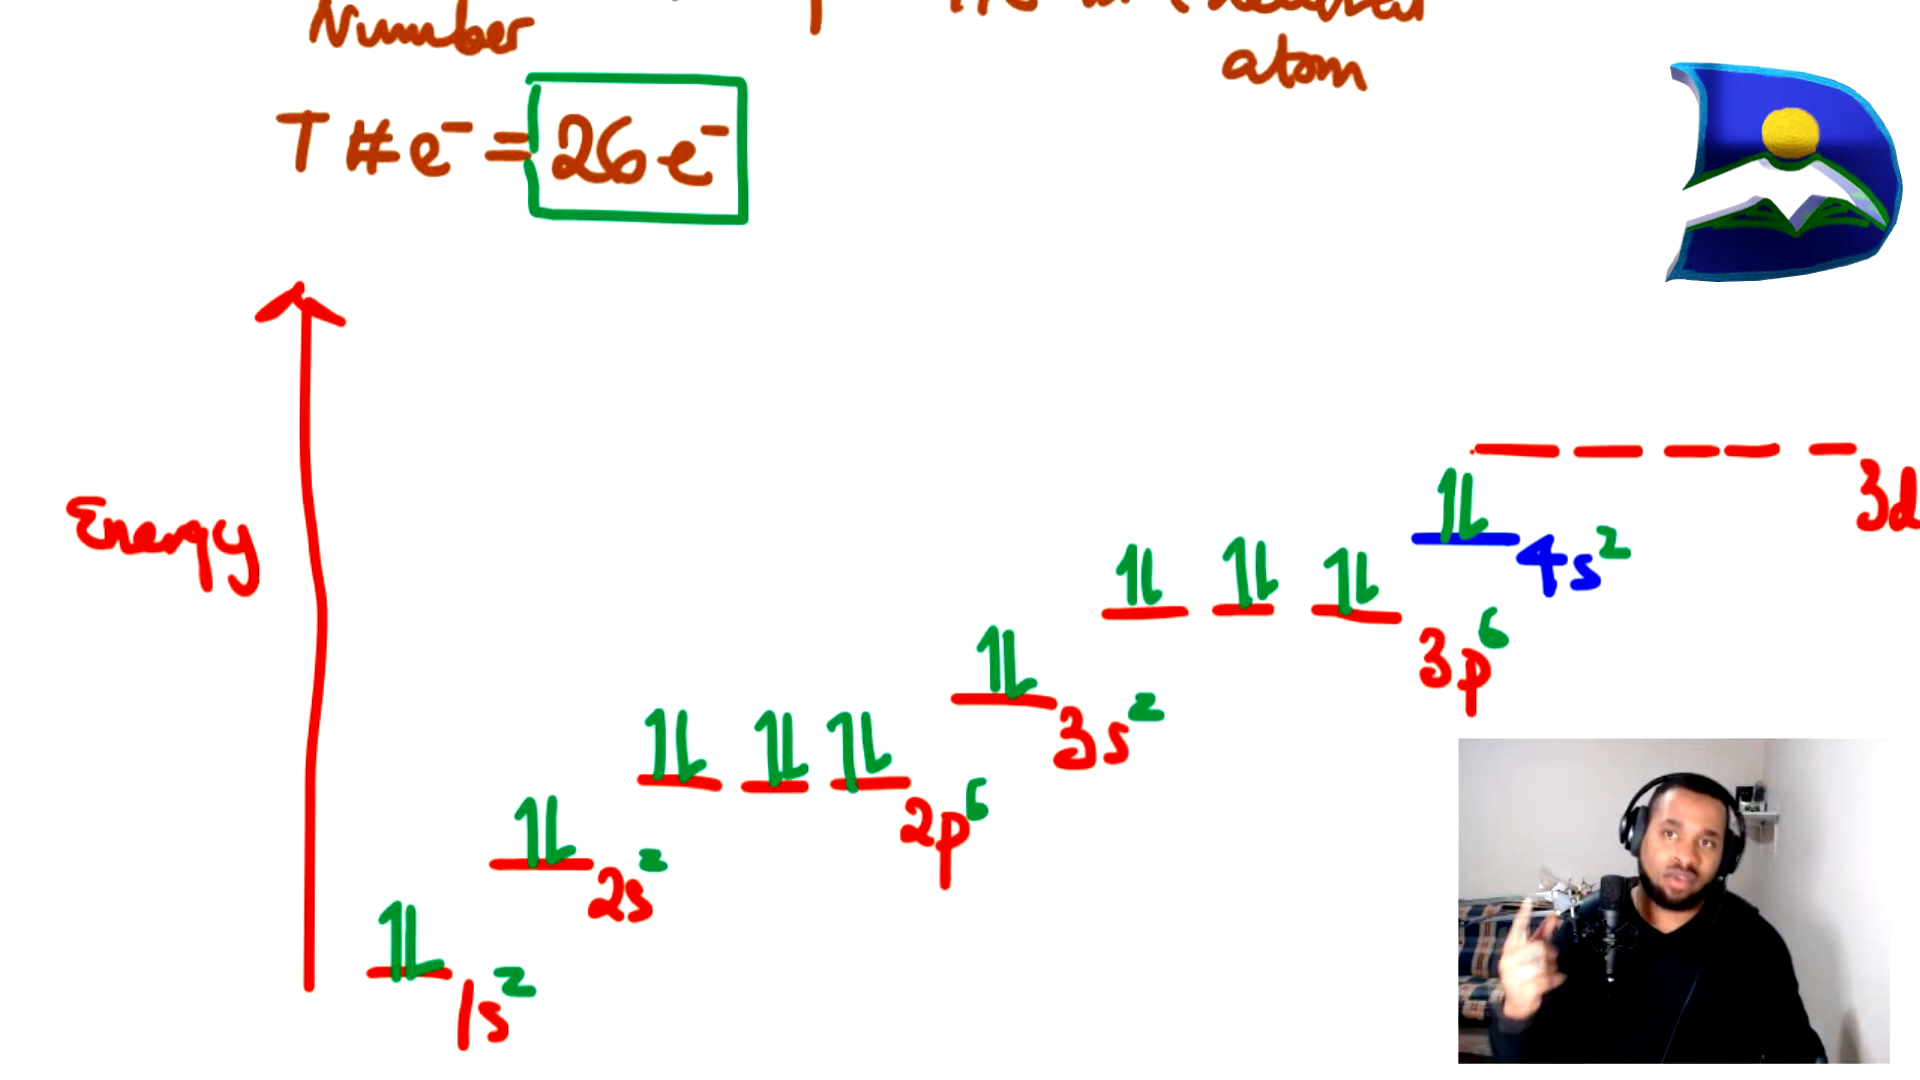 Number
atom
T # e⁻ = 26e⁻
Energy
3d
4s²
3p⁶
3s²
2p⁶
2s²
1s²